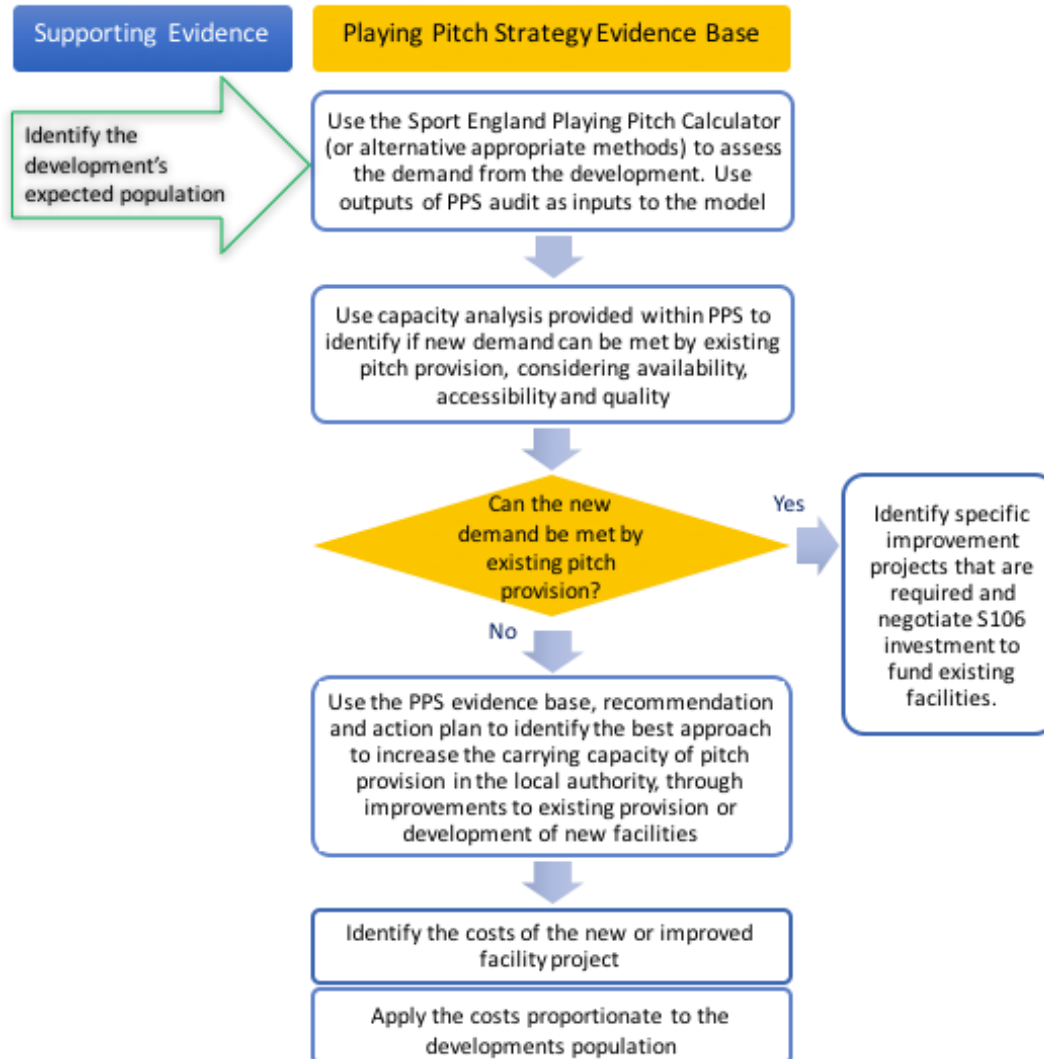 Supporting Evidence
Playing Pitch Strategy Evidence Base
Identify the
development's
expected population
Use the Sport England Playing Pitch Calculator
(or alternative appropriate methods) to assess
the demand from the development. Use
outputs of PPS audit as inputs to the model
Use capacity analysis provided within PPS to
identify if new demand can be met by existing
pitch provision, considering availability,
accessibility and quality
Can the new
demand be met by
existing pitch
provision?
Yes
Identify specific
improvement
projects that are
required and
negotiate S106
investment to
fund existing
facilities.
No
Use the PPS evidence base, recommendation
and action plan to identify the best approach
to increase the carrying capacity of pitch
provision in the local authority, through
improvements to existing provision or
development of new facilities
Identify the costs of the new or improved
facility project
Apply the costs proportionate to the
developments population